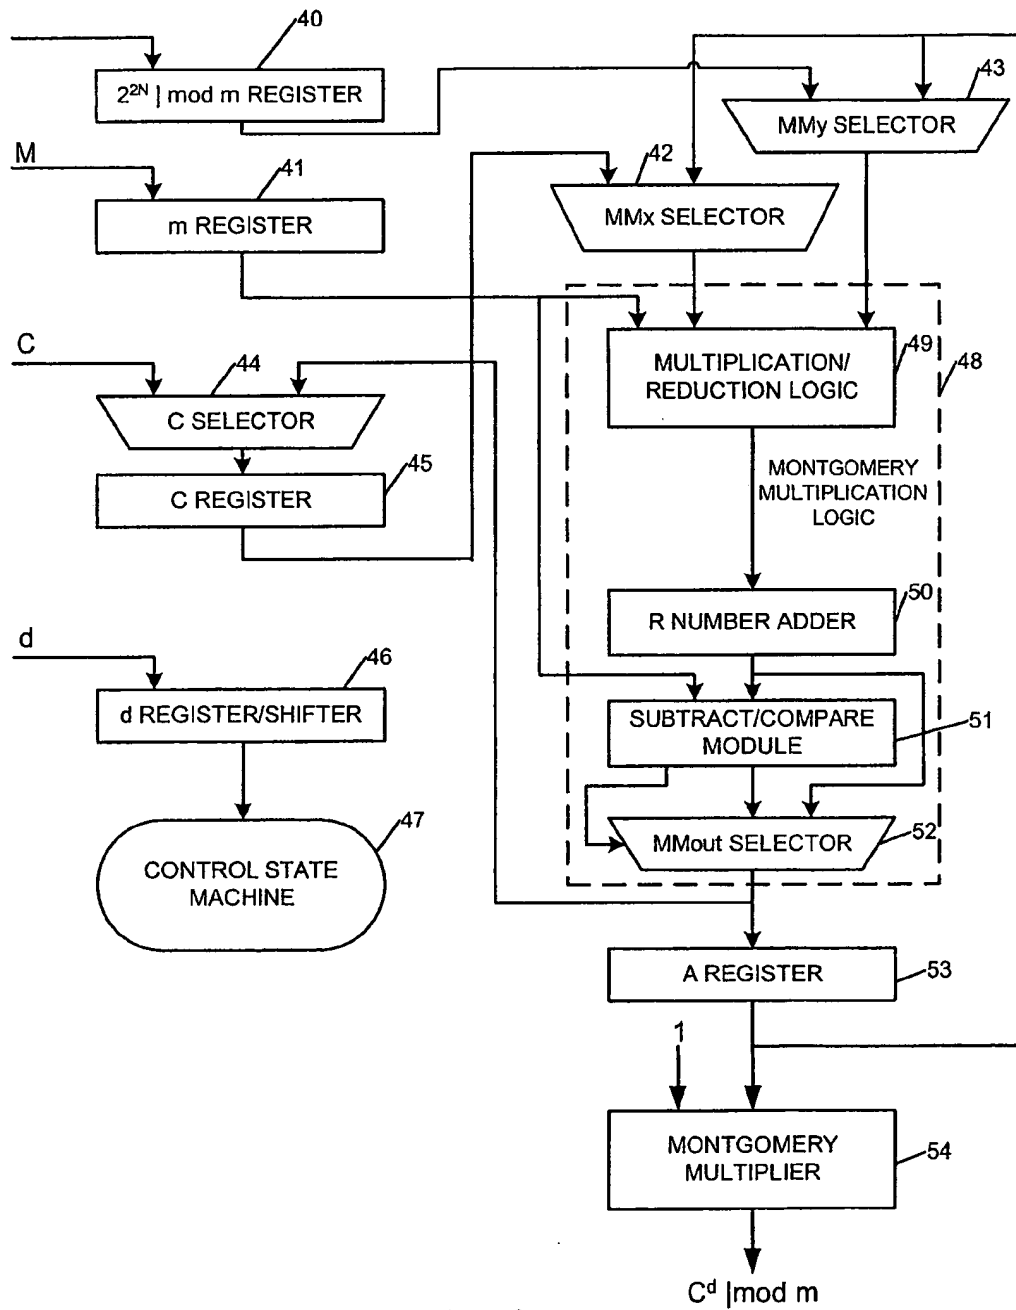 40
2^2N | mod m REGISTER
43
MMy SELECTOR
M
41
m REGISTER
42
MMx SELECTOR
C
44
C SELECTOR
45
C REGISTER
49
48
MULTIPLICATION/
REDUCTION LOGIC
MONTGOMERY
MULTIPLICATION
LOGIC
50
R NUMBER ADDER
d
46
d REGISTER/SHIFTER
51
SUBTRACT/COMPARE
MODULE
47
CONTROL STATE
MACHINE
52
MMout SELECTOR
A REGISTER
53
1
MONTGOMERY
MULTIPLIER
54
C^d |mod m